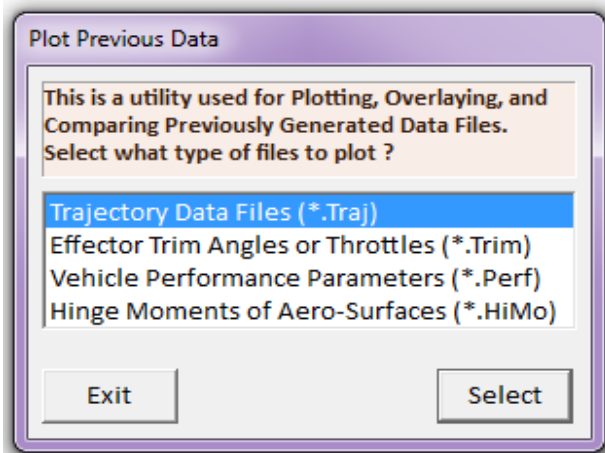 Plot Previous Data
This is a utility used for Plotting, Overlaying, and
Comparing Previously Generated Data Files.
Select what type of files to plot ?
Trajectory Data Files (*.Traj)
Effector Trim Angles or Throttles (*.Trim)
Vehicle Performance Parameters (*.Perf)
Hinge Moments of Aero-Surfaces (*.HiMo)
Exit
Select